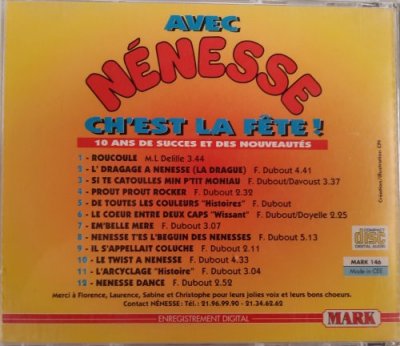 AVEC
NÉNESSE
CH'EST LA FÊTE !
10 ANS DE SUCCES ET DES NOUVEAUTÉS
1 - ROUCOULE M.L Delille 3.44
2 - L' DRAGAGE A NENESSE (LA DRAGUE) F. Dubout 4.41
3 - SI TE CATOULLES MIN P'TIT MONIAU F. Dubout/Davoust 3.37
4 - PROUT PROUT ROCKER F. Dubout 2.32
5 - DE TOUTES LES COULEURS "Histoires" F. Dubout
6 - LE COEUR ENTRE DEUX CAPS "Wissant" F. Dubout/Doyelle 2.25
7 - EM'BELLE MERE F. Dubout 3.07
8 - NENESSE T'ES L'BEGUIN DES NENESSES F. Dubout 5.13
9 - IL S'APPELLAIT COLUCHE F. Dubout 2.11
10 - LE TWIST A NENESSE F. Dubout 4.33
11 - L'ARCYCLAGE "Histoire" F. Dubout 3.04
12 - NENESSE DANCE F. Dubout 2.52
Merci à Florence, Laurence, Sabine et Christophe pour leurs jolies voix et leurs bons choeurs.
Contact NÉNESSE : Tél. : 21.96.99.90 - 21.34.62.62
ENREGISTREMENT DIGITAL
MARK
COMPACT
disc
DIGITAL AUDIO
MARK 146
Made in CEE